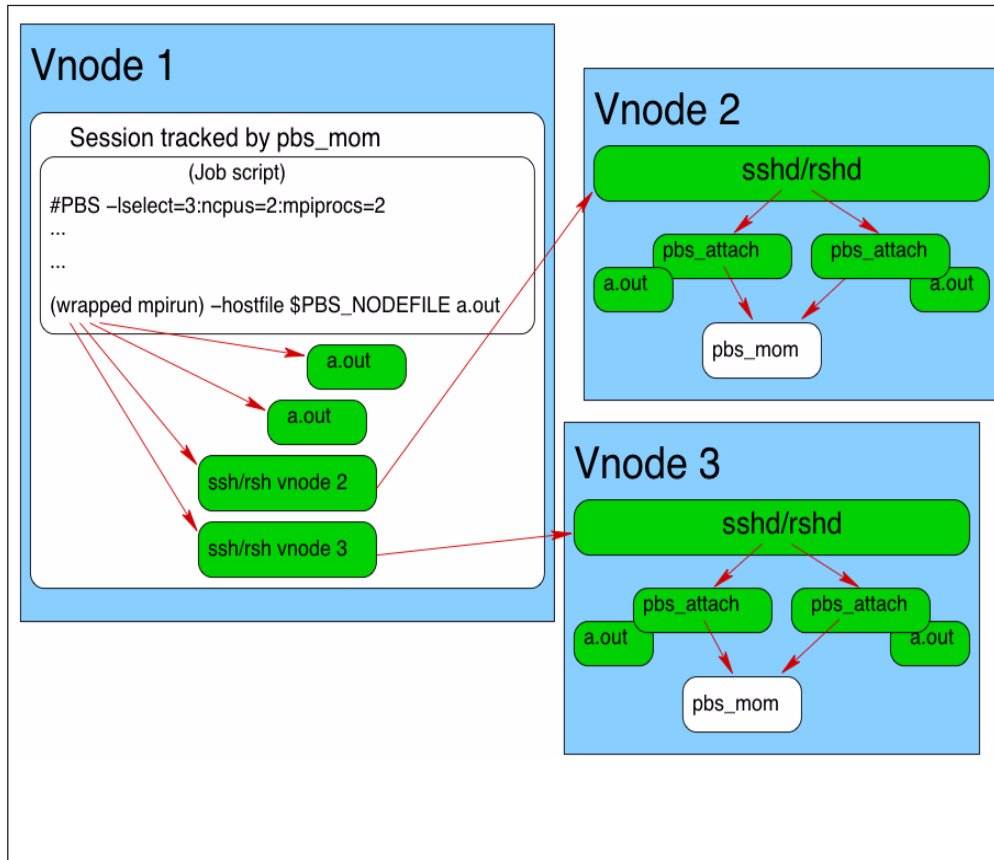 Vnode 1
Session tracked by pbs_mom
(Job script)
#PBS –lselect=3:ncpus=2:mpiprocs=2
...
...
(wrapped mpirun) –hostfile $PBS_NODEFILE a.out
a.out
a.out
ssh/rsh vnode 2
ssh/rsh vnode 3
Vnode 2
sshd/rshd
pbs_attach
pbs_attach
a.out
a.out
pbs_mom
Vnode 3
sshd/rshd
pbs_attach
pbs_attach
a.out
a.out
pbs_mom